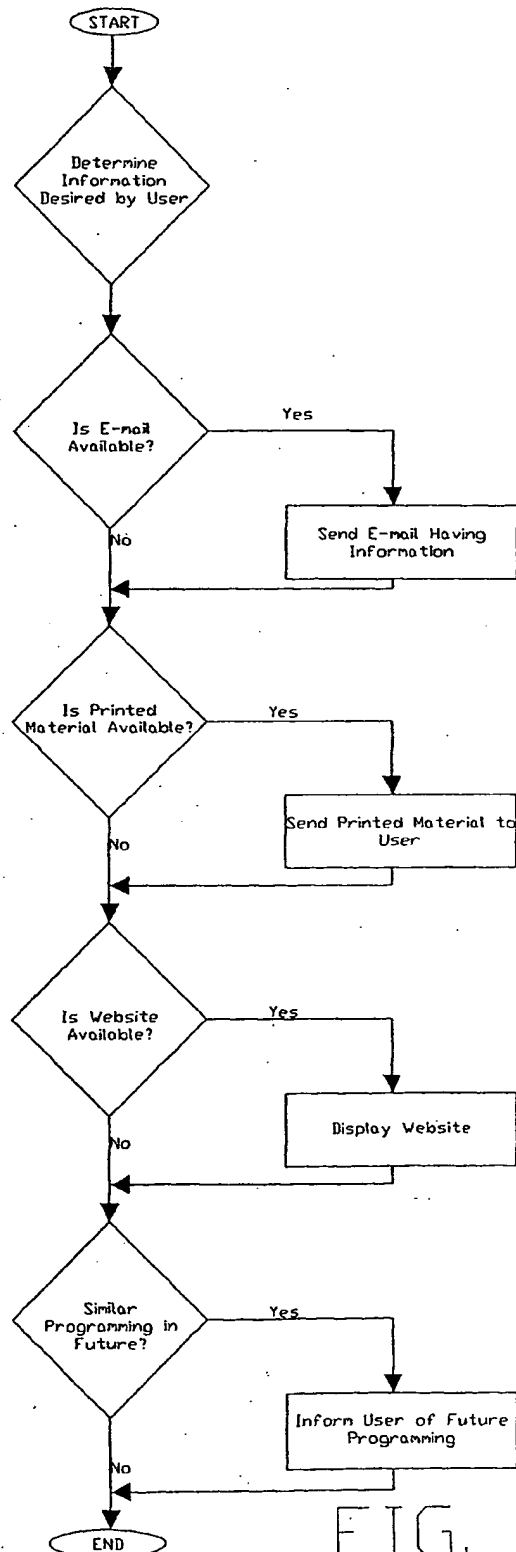 START
Determine
Information
Desired by User
Is E-mail
Available?
Yes
No
Send E-mail Having
Information
Is Printed
Material Available?
Yes
No
Send Printed Material to
User
Is Website
Available?
Yes
No
Display Website
Similar
Programming in
Future?
Yes
No
Inform User of Future
Programming
END
FIG.